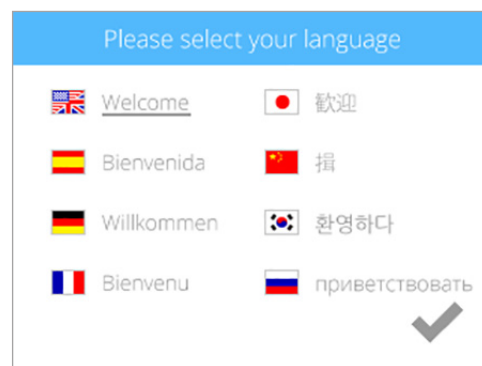 Please select your language
Welcome
歓迎
Bienvenida
揖
Willkommen
환영하다
Bienvenu
приветствовать